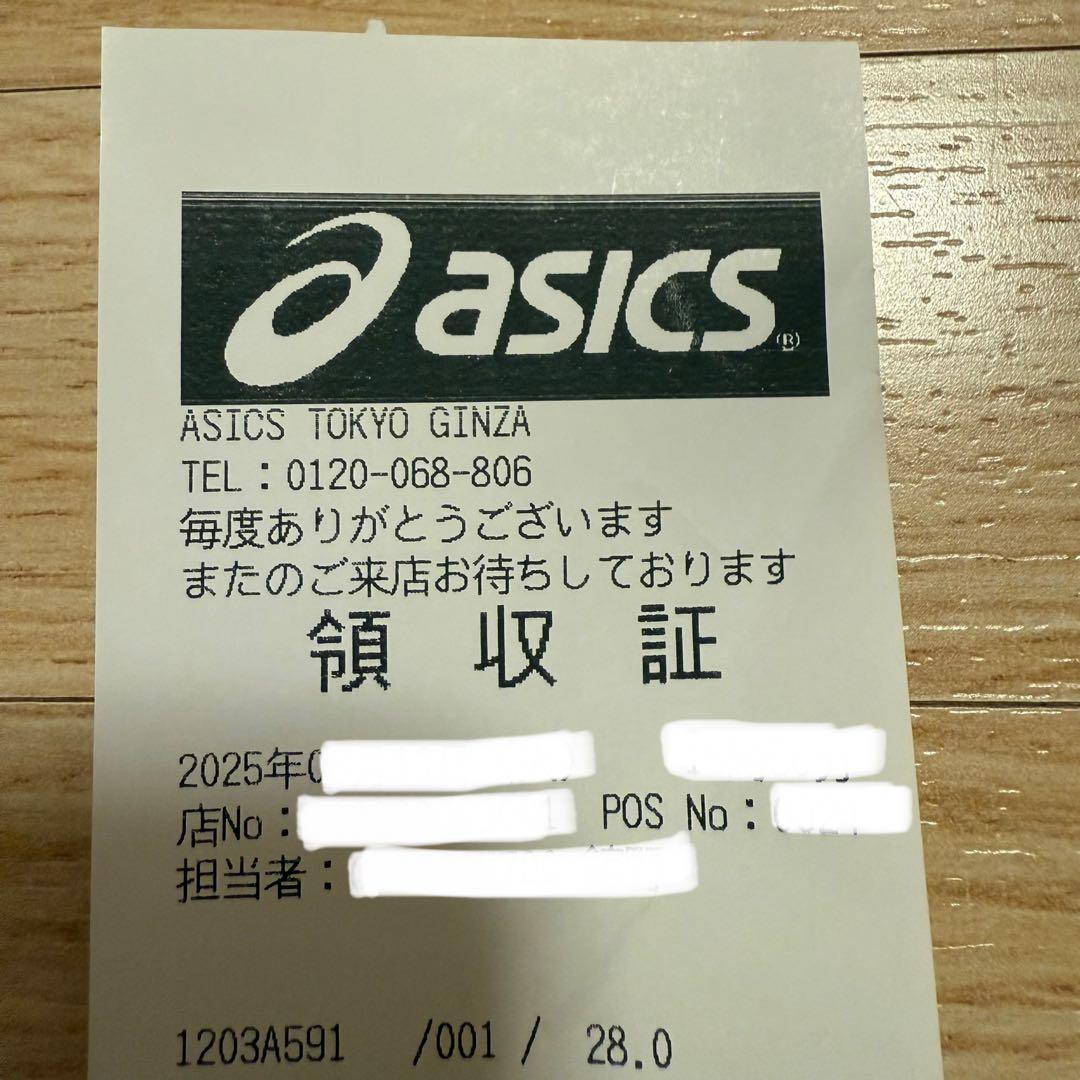 asics®
ASICS TOKYO GINZA
TEL：0120-068-806
毎度ありがとうございます
またのご来店お待ちしております
領 収 証
2025年
店No：
POS No：
担当者：
1203A591 /001 / 28.0